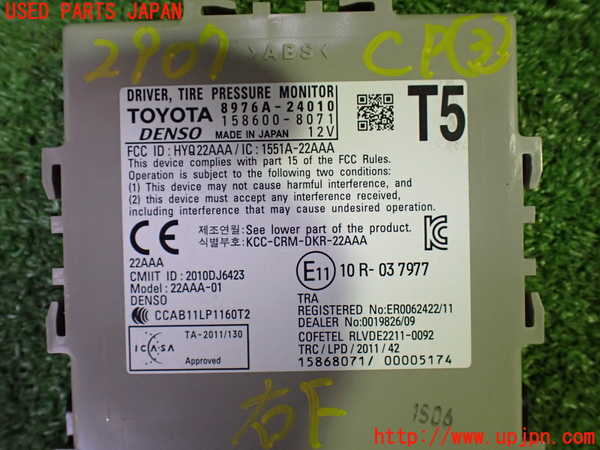 USED PARTS JAPAN
2907
>ABS<
CP③
DRIVER, TIRE PRESSURE MONITOR
TOYOTA 8976A-24010
158600-8071
DENSO MADE IN JAPAN 12V
T5
FCC ID : HYQ22AAA / IC : 1551A-22AAA
This device complies with part 15 of the FCC Rules.
Operation is subject to the following two conditions:
(1) This device may not cause harmful interference, and
(2) this device must accept any interference received,
including interference that may cause undesired operation.
CE
제조연월: See lower part of the product.
식별부호: KCC-CRM-DKR-22AAA
22AAA
CMIIT ID : 2010DJ6423
Model : 22AAA-01
DENSO
E11 10 R- 03 7977
CCAB11LP1160T2
TRA
REGISTERED No:ER0062422/11
DEALER No:0019826/09
ICASA
TA-2011/130
Approved
COFETEL RLVDE2211-0092
TRC / LPD / 2011 / 42
15868071/ 00005174
右F
1S06
http://www.upjpn.com